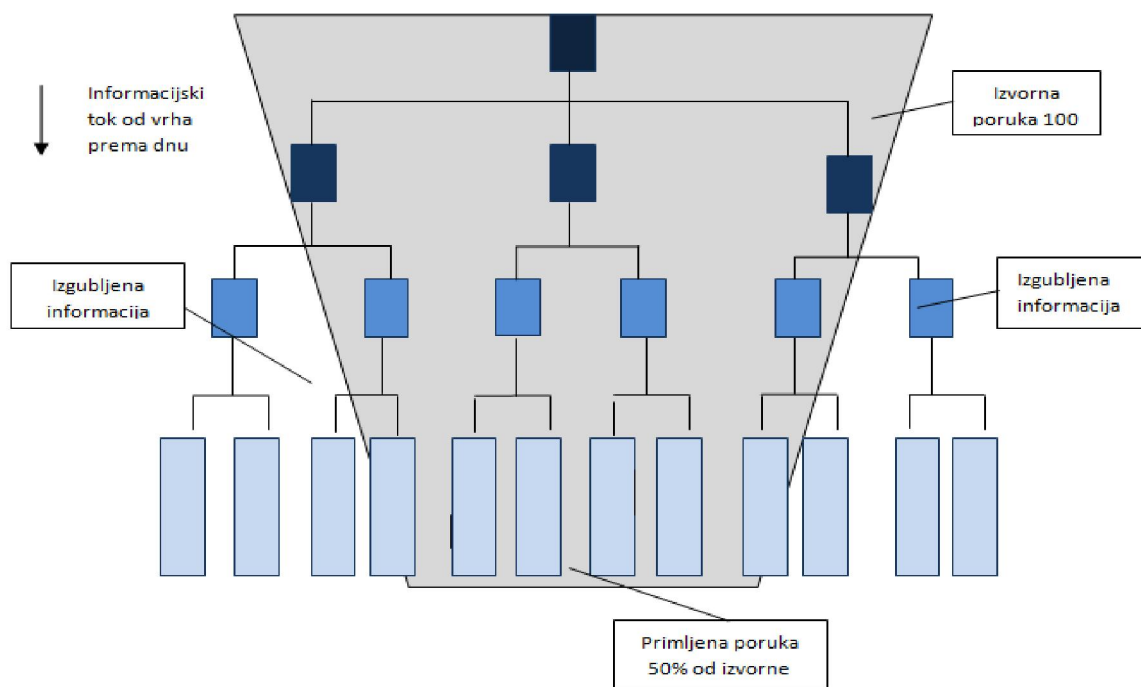 Informacijski
tok od vrha
prema dnu
Izvorna
poruka 100
Izgubljena
informacija
Izgubljena
informacija
Primljena poruka
50% od izvorne